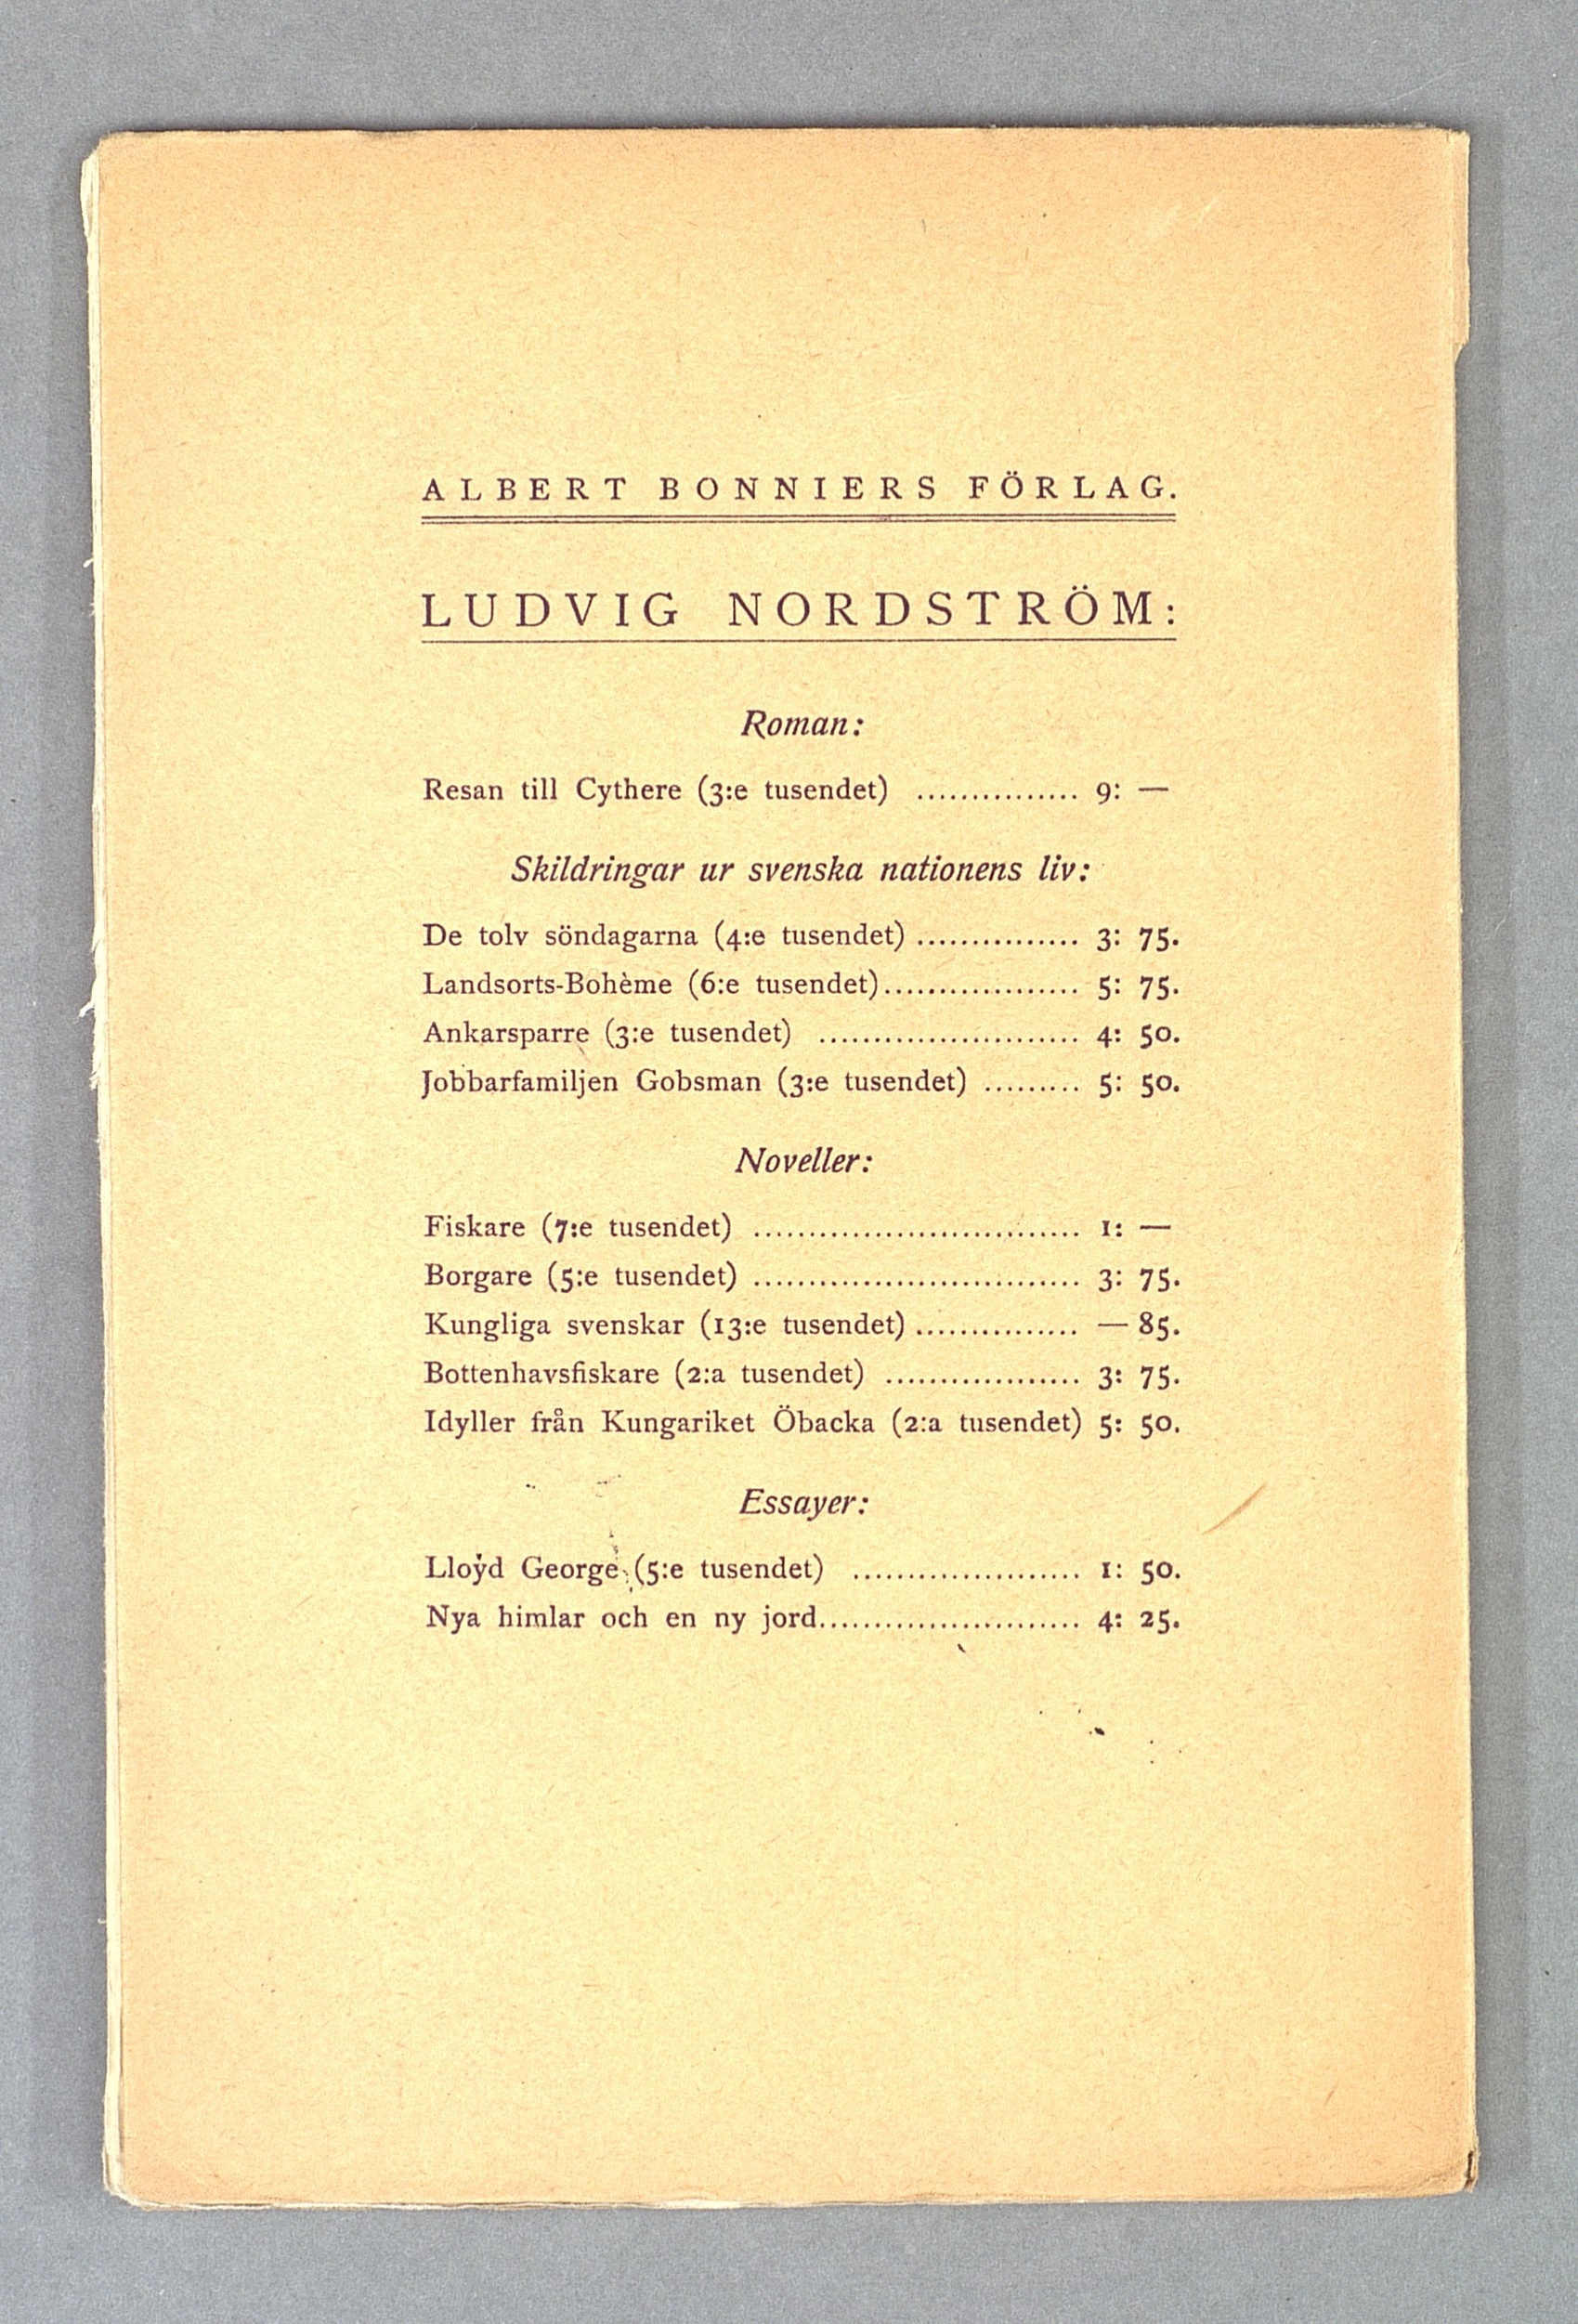 ALBERT BONNIERS FÖRLAG.
LUDVIG NORDSTRÖM:
Roman:
Resan till Cythere (3:e tusendet) ............... 9: —
Skildringar ur svenska nationens liv:
De tolv söndagarna (4:e tusendet) ............... 3: 75.
Landsorts-Bohème (6:e tusendet).................. 5: 75.
Ankarsparre (3:e tusendet) ........................ 4: 50.
Jobbarfamiljen Gobsman (3:e tusendet) ......... 5: 50.
Noveller:
Fiskare (7:e tusendet) .............................. 1: —
Borgare (5:e tusendet) .............................. 3: 75.
Kungliga svenskar (13:e tusendet) ............... — 85.
Bottenhavsfiskare (2:a tusendet) .................. 3: 75.
Idyller från Kungariket Öbacka (2:a tusendet) 5: 50.
Essayer:
Lloyd George (5:e tusendet) ..................... 1: 50.
Nya himlar och en ny jord........................ 4: 25.